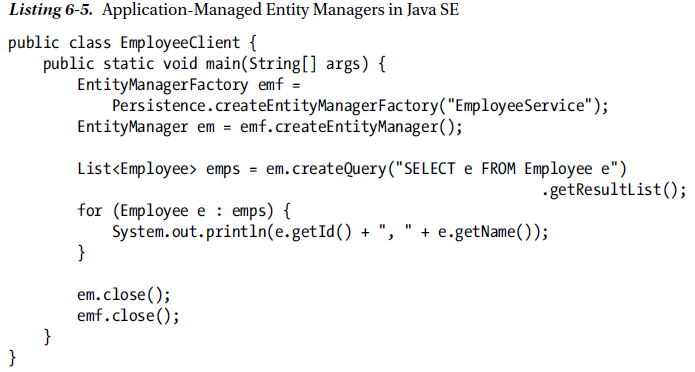 Listing 6-5. Application-Managed Entity Managers in Java SE
public class EmployeeClient {
    public static void main(String[] args) {
        EntityManagerFactory emf =
            Persistence.createEntityManagerFactory("EmployeeService");
        EntityManager em = emf.createEntityManager();

        List<Employee> emps = em.createQuery("SELECT e FROM Employee e")
                                                                .getResultList();
        for (Employee e : emps) {
            System.out.println(e.getId() + ", " + e.getName());
        }

        em.close();
        emf.close();
    }
}